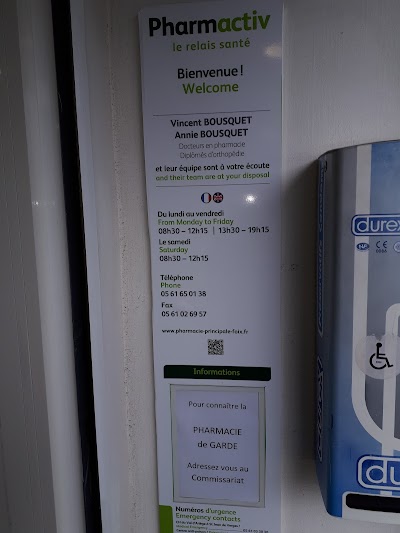 Pharmactiv
le relais santé
Bienvenue !
Welcome
Vincent BOUSQUET
Annie BOUSQUET
Docteurs en pharmacie
Diplômés d'orthopédie
et leur équipe sont à votre écoute
and their team are at your disposal
Du lundi au vendredi
From Monday to Friday
08h30 – 12h15 | 13h30 – 19h15
Le samedi
Saturday
08h30 – 12h15
Téléphone
Phone
05 61 65 01 38
Fax
05 61 02 69 57
www.pharmacie-principale-foix.fr
Informations
Pour connaître la
PHARMACIE
de GARDE
Adressez vous au
Commissariat
Numéros d'urgence
Emergency contacts
durex
CE
du